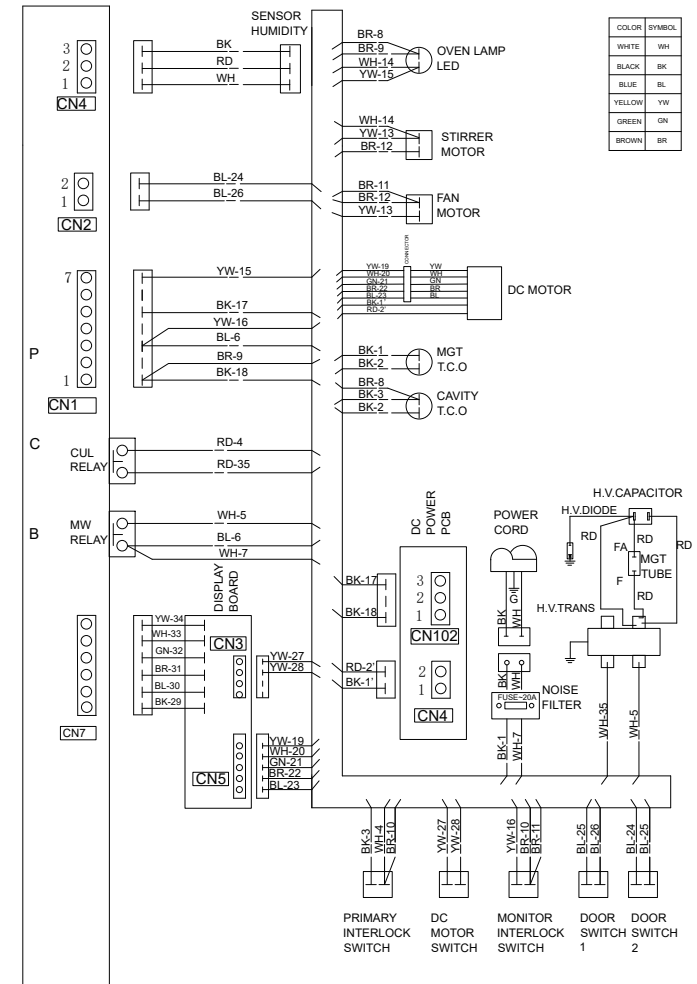 SENSOR
HUMIDITY
3
2
1
CN4
BK
RD
WH
BR-8
BR-9
WH-14
YW-15
OVEN LAMP
LED
COLOR SYMBOL
WHITE WH
BLACK BK
BLUE BL
YELLOW YW
GREEN GN
BROWN BR
WH-14
YW-13
BR-12
STIRRER
MOTOR
2
1
CN2
BL-24
BL-26
BR-11
BR-12
YW-13
FAN
MOTOR
CONNECTOR
YW-19
WH-20
GN-21
BR-22
BL-23
BK-1'
RD-2'
YW
WH
GN
BR
BL
DC MOTOR
7
1
CN1
YW-15
BK-17
YW-16
BL-6
BR-9
BK-18
BK-1
BK-2
MGT
T.C.O
BR-8
BK-3
BK-2
CAVITY
T.C.O
P
C
B
CUL
RELAY
RD-4
RD-35
MW
RELAY
WH-5
BL-6
WH-7
DC
POWER
PCB
BK-17
BK-18
3
2
1
CN102
RD-2'
BK-1'
2
1
CN4
POWER
CORD
BK
G
WH
BK
WH
FUSE~20A
NOISE
FILTER
BK-1
WH-7
H.V.CAPACITOR
H.V.DIODE
RD
RD
RD
FA
MGT
TUBE
F
RD
H.V.TRANS
WH-35
WH-5
DISPLAY
BOARD
YW-34
WH-33
GN-32
BR-31
BL-30
BK-29
CN7
CN3
YW-27
YW-28
CN5
YW-19
WH-20
GN-21
BR-22
BL-23
BK-3
WH-4
BR-10
YW-27
YW-28
YW-16
BR-10
BR-11
BL-25
BL-26
BL-24
BL-25
PRIMARY
INTERLOCK
SWITCH
DC
MOTOR
SWITCH
MONITOR
INTERLOCK
SWITCH
DOOR
SWITCH
1
DOOR
SWITCH
2